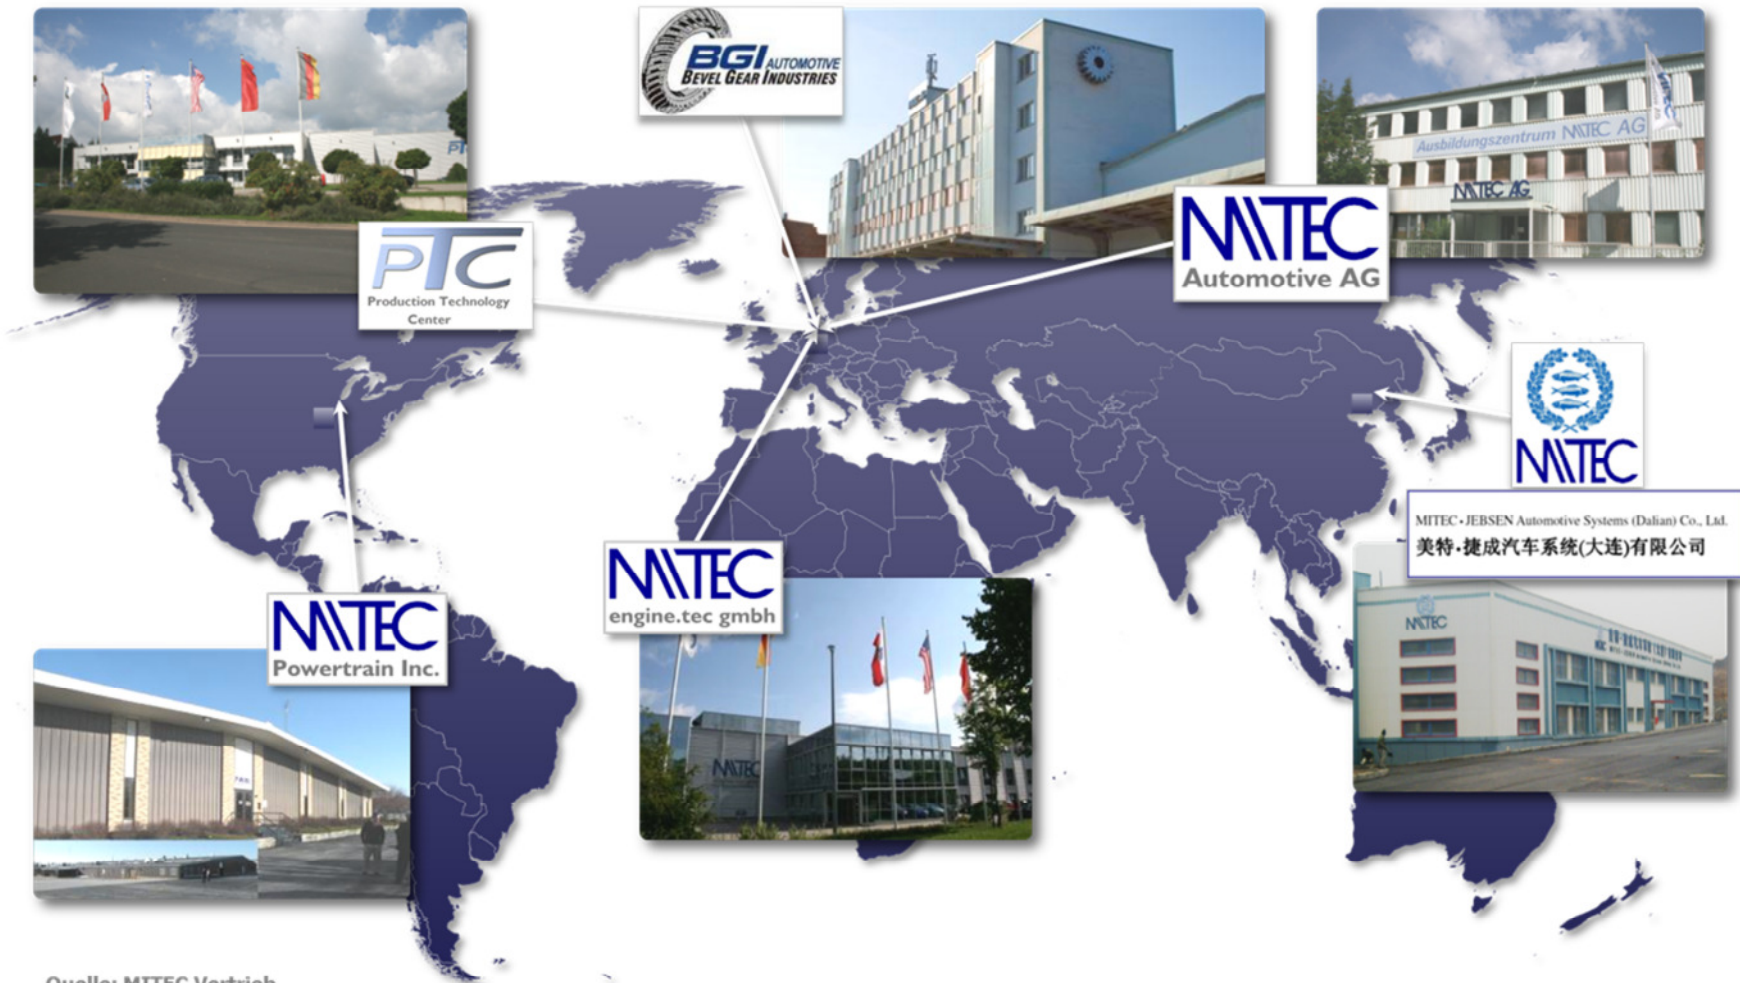 BGI AUTOMOTIVE
BEVEL GEAR INDUSTRIES
Ausbildungszentrum MITEC AG
MITEC AG
PTC
Production Technology
Center
MITEC
Automotive AG
MITEC
MITEC • JEBSEN Automotive Systems (Dalian) Co., Ltd.
美特·捷成汽车系统(大连)有限公司
MITEC
MITEC
engine.tec gmbh
MITEC
MITEC
Powertrain Inc.
Quelle: MITEC Vertrieb